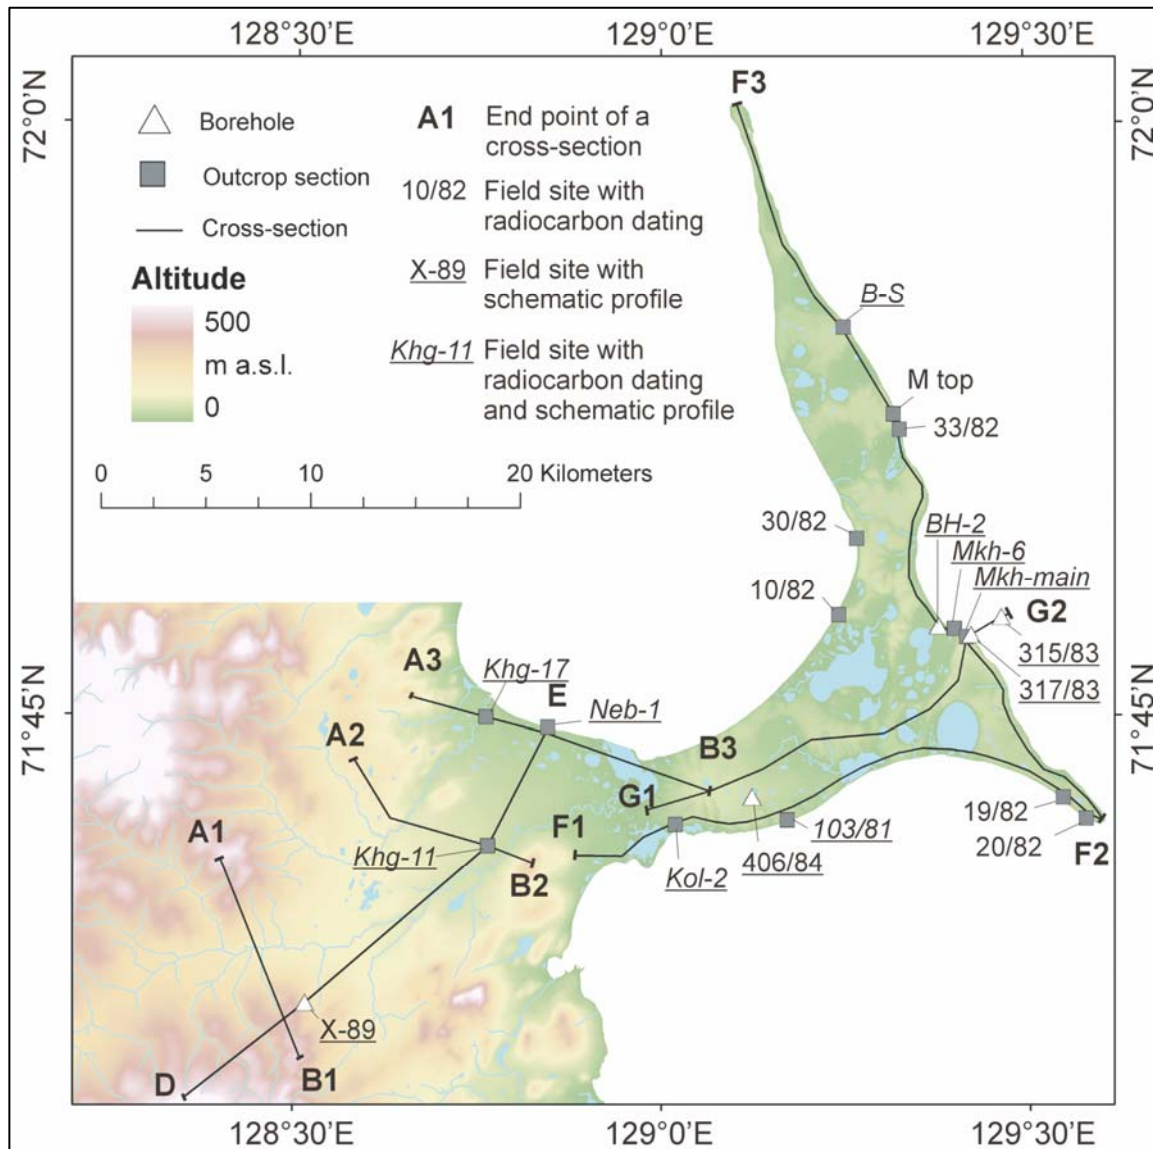 128°30'E
129°0'E
129°30'E
72°0'N
72°0'N
F3
Borehole
A1
End point of a
cross-section
Outcrop section
10/82
Field site with
radiocarbon dating
Cross-section
Altitude
X-89
Field site with
schematic profile
500
m a.s.l.
0
Khg-11
Field site with
radiocarbon dating
and schematic profile
B-S
M top
33/82
0
5
10
20 Kilometers
30/82
BH-2
Mkh-6
Mkh-main
10/82
G2
315/83
317/83
A3
Khg-17
E
Neb-1
71°45'N
71°45'N
A2
B3
G1
A1
F1
19/82
103/81
20/82
Khg-11
B2
406/84
F2
Kol-2
X-89
D
B1
128°30'E
129°0'E
129°30'E